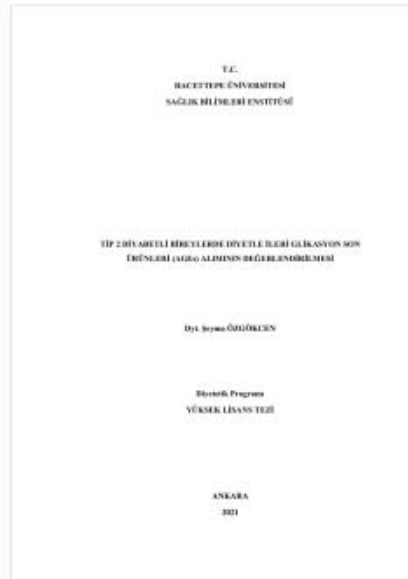 T.C.
HACETTEPE ÜNİVERSİTESİ
SAĞLIK BİLİMLERİ ENSTİTÜSÜ
TİP 2 DİYABETLİ BİREYLERDE DİYETLE İLERİ GLİKASYON SON
ÜRÜNLERİ (AGEs) ALIMININ DEĞERLENDİRİLMESİ
Dyt. Şeyma ÖZGÖKCEN
Diyetetik Programı
YÜKSEK LİSANS TEZİ
ANKARA
2021